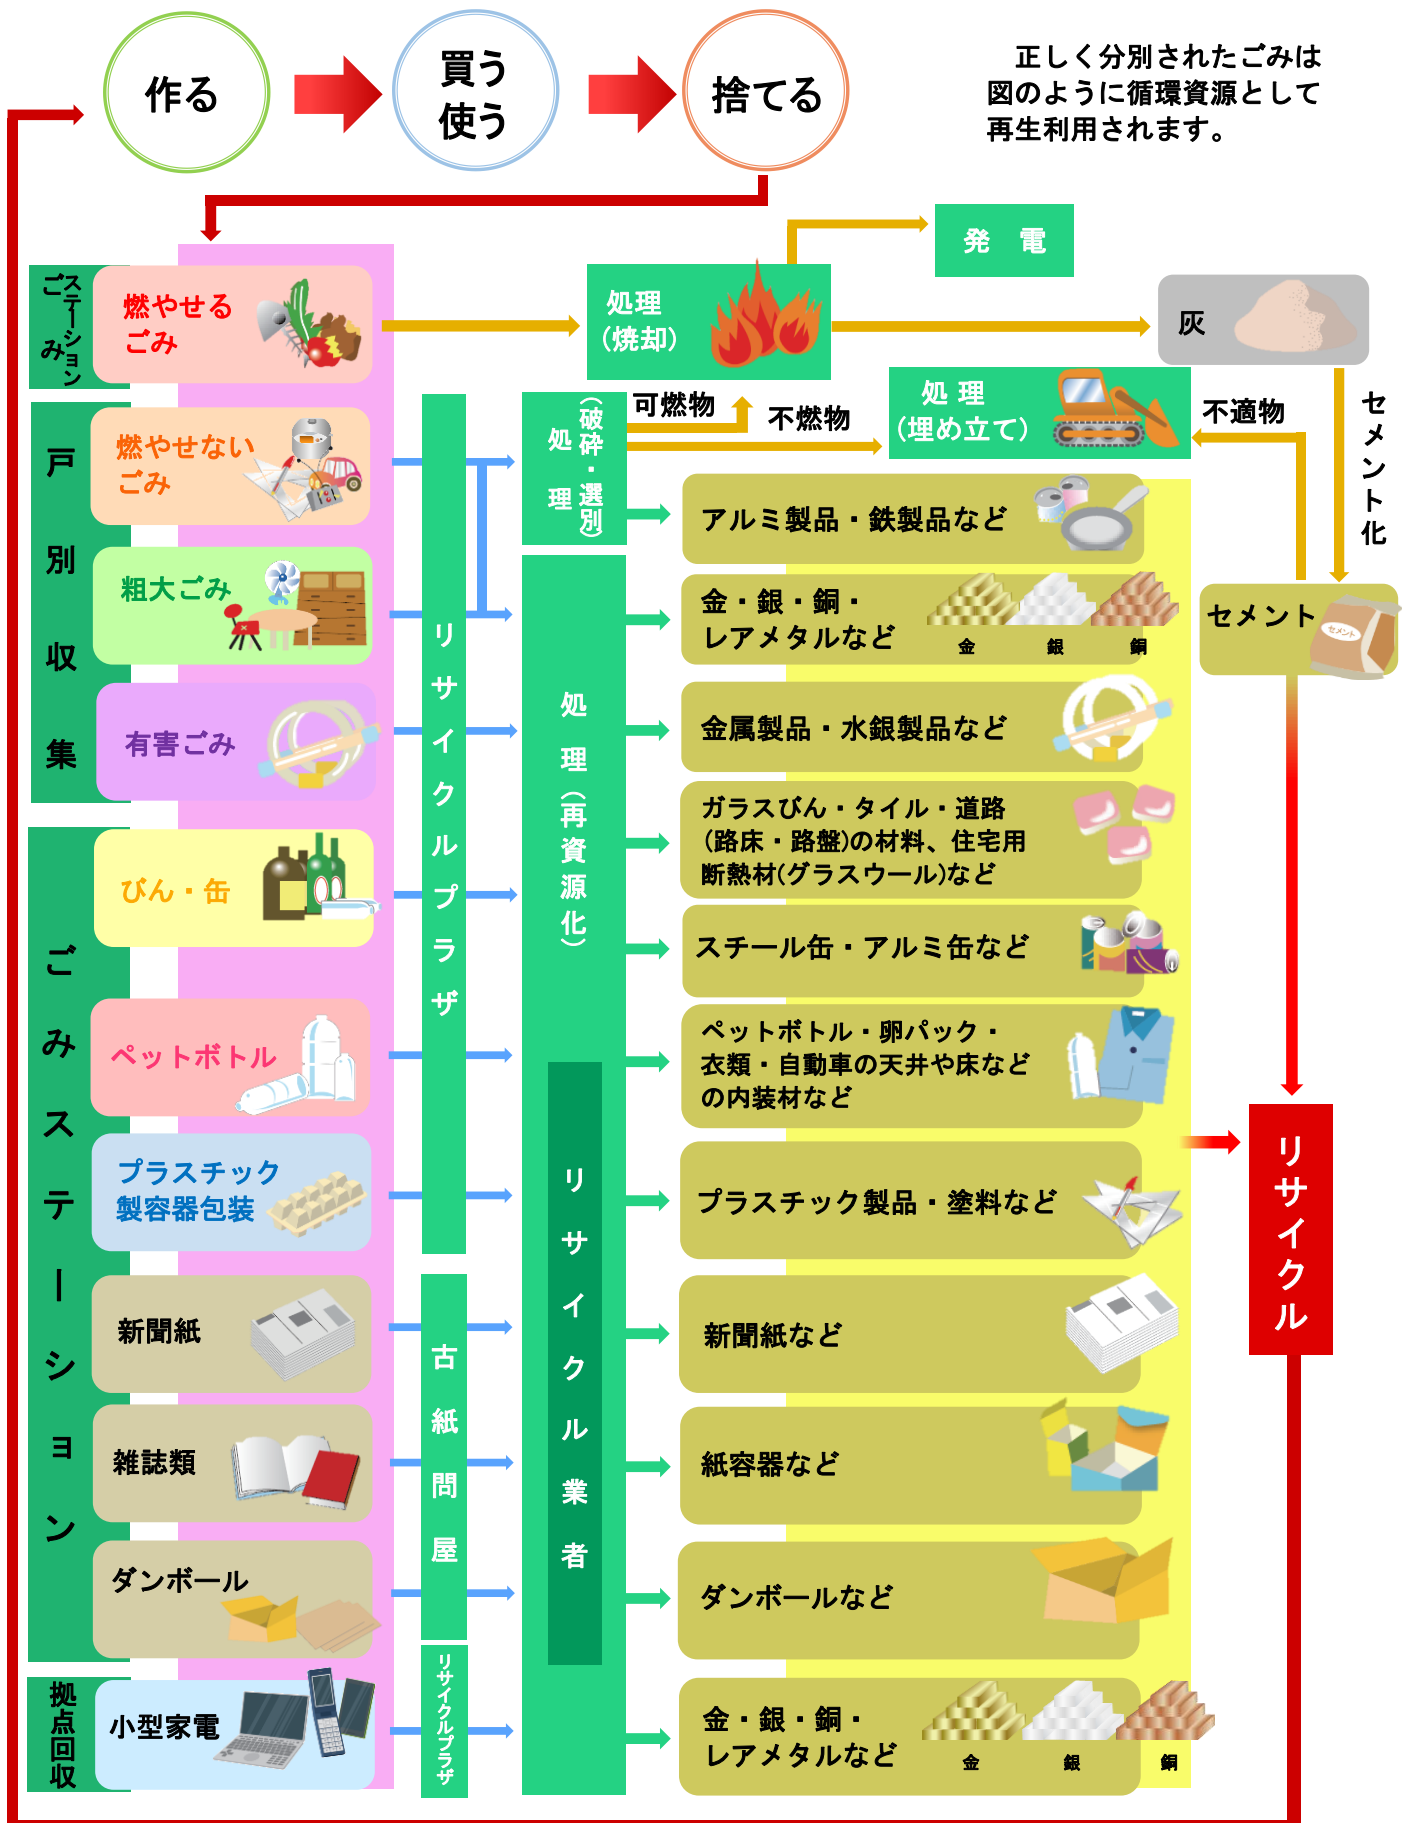 作る
買う
使う
捨てる
正しく分別されたごみは
図のように循環資源として
再生利用されます。
ステーション
ごみ
燃やせる
ごみ
処理
(焼却)
発　電
灰
セメント化
戸別収集
燃やせない
ごみ
粗大ごみ
有害ごみ
リサイクルプラザ
処理
(破砕・選別)
可燃物
不燃物
処 理
(埋め立て)
不適物
セメント
セメント
アルミ製品・鉄製品など
金・銀・銅・
レアメタルなど
金
銀
銅
処理(再資源化)
金属製品・水銀製品など
ガラスびん・タイル・道路
(路床・路盤)の材料、住宅用
断熱材(グラスウール)など
ごみステーション
びん・缶
スチール缶・アルミ缶など
ペットボトル
ペットボトル・卵パック・
衣類・自動車の天井や床など
の内装材など
プラスチック
製容器包装
リサイクル業者
プラスチック製品・塗料など
リサイクル
新聞紙
古紙問屋
新聞紙など
雑誌類
紙容器など
ダンボール
ダンボールなど
拠点回収
小型家電
リサイクルプラザ
金・銀・銅・
レアメタルなど
金
銀
銅